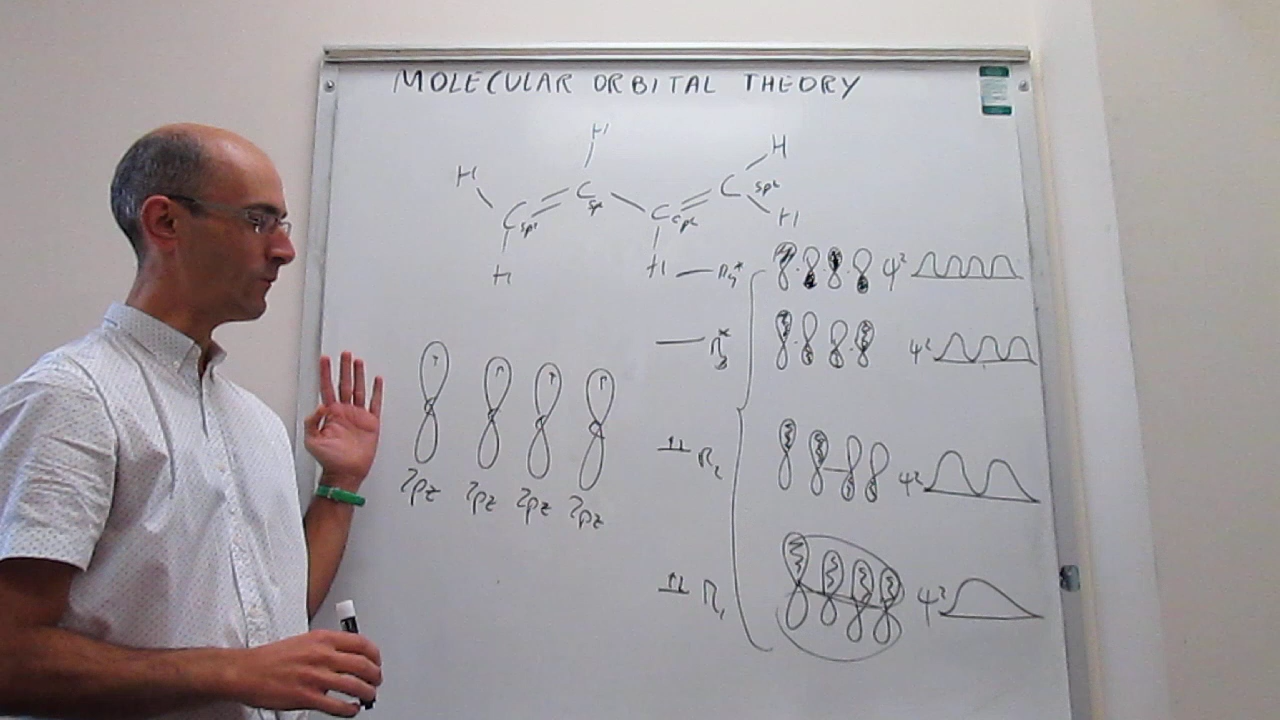 MOLECULAR ORBITAL THEORY
H
H
H
C
sp²
C
sp²
C
sp²
C
sp²
H
H
H
π₄*
ψ²
π₃*
ψ²
↑↓ π₂
ψ²
↑↓ π₁
ψ²
↑ ↑ ↑ ↑
2pz 2pz 2pz 2pz